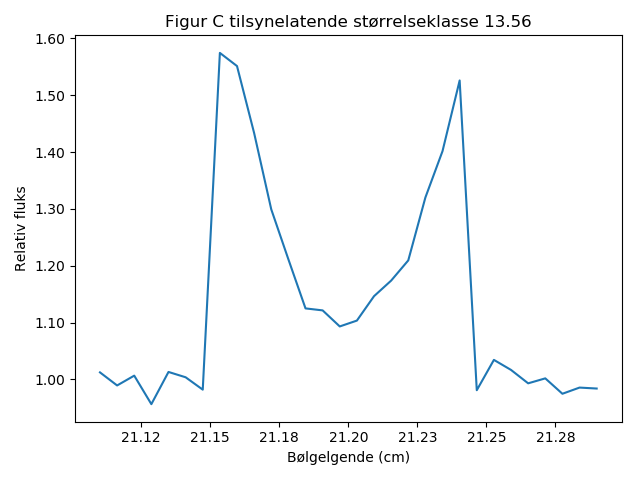 Figur C tilsynelatende størrelseklasse 13.56
1.60
1.50
1.40
1.30
1.20
1.10
1.00
Relativ fluks
21.12 21.15 21.18 21.20 21.23 21.25 21.28
Bølgelgende (cm)